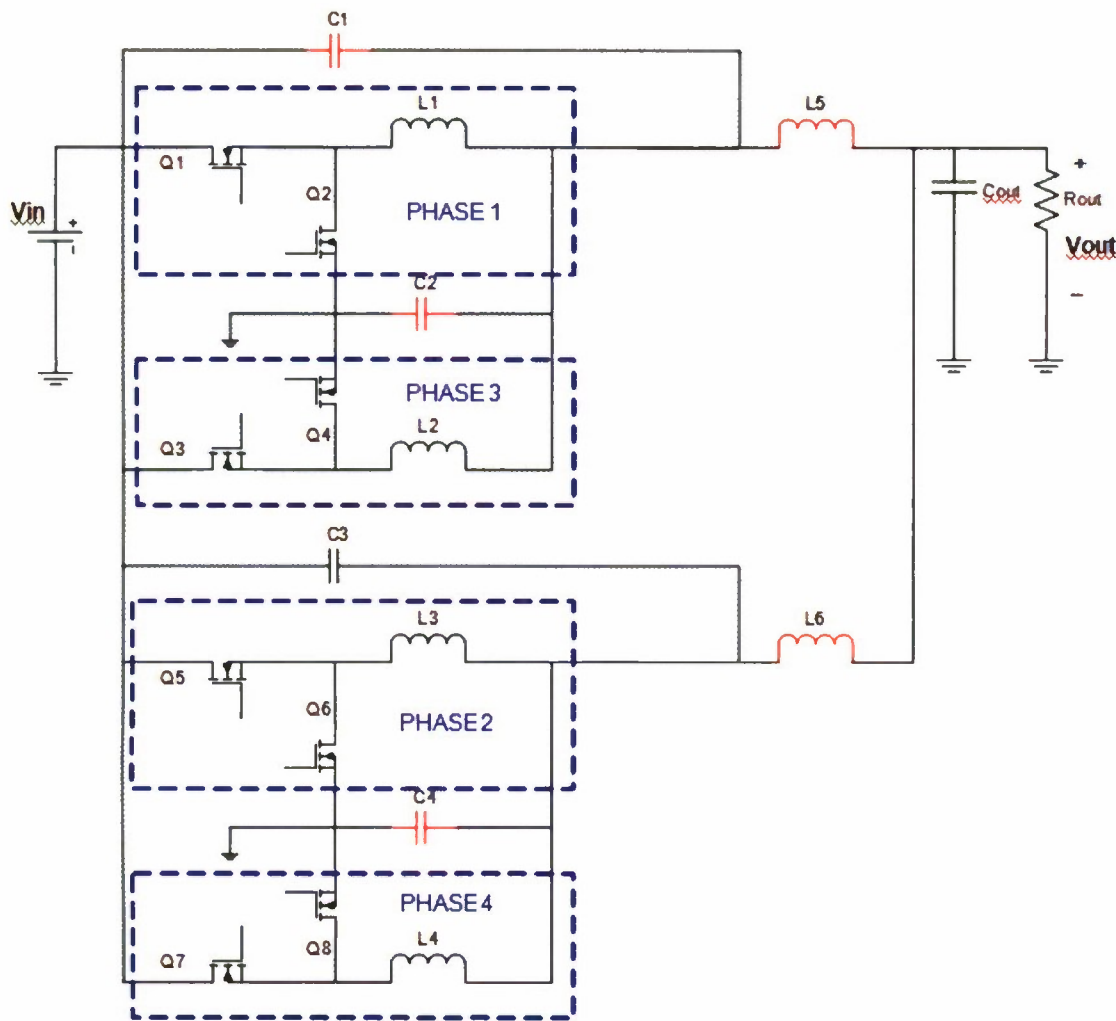 C1
L1
L5
Q1
Q2
Vin
+
-
PHASE 1
Cout
+
Rout
Vout
–
C2
PHASE 3
Q3
Q4
L2
C3
L3
L6
Q5
Q6
PHASE 2
C4
PHASE 4
Q7
Q8
L4